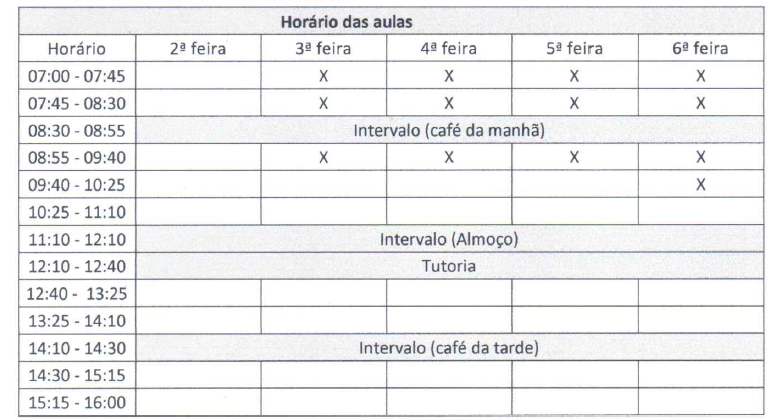 Horário das aulas
Horário 2ª feira 3ª feira 4ª feira 5ª feira 6ª feira
07:00 - 07:45 X X X X
07:45 - 08:30 X X X X
08:30 - 08:55 Intervalo (café da manhã)
08:55 - 09:40 X X X X
09:40 - 10:25 X
10:25 - 11:10
11:10 - 12:10 Intervalo (Almoço)
12:10 - 12:40 Tutoria
12:40 - 13:25
13:25 - 14:10
14:10 - 14:30 Intervalo (café da tarde)
14:30 - 15:15
15:15 - 16:00